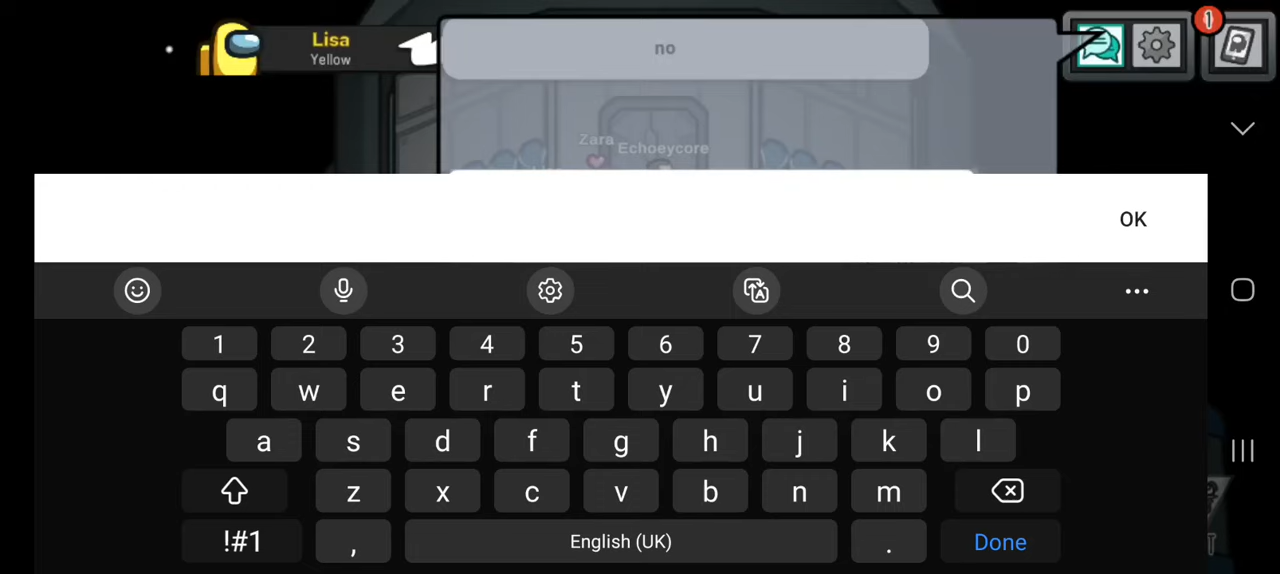 Lisa
Yellow
no
1
Zara
Echoeycore
OK
1 2 3 4 5 6 7 8 9 0
q w e r t y u i o p
a s d f g h j k l
z x c v b n m
!#1 , English (UK) . Done